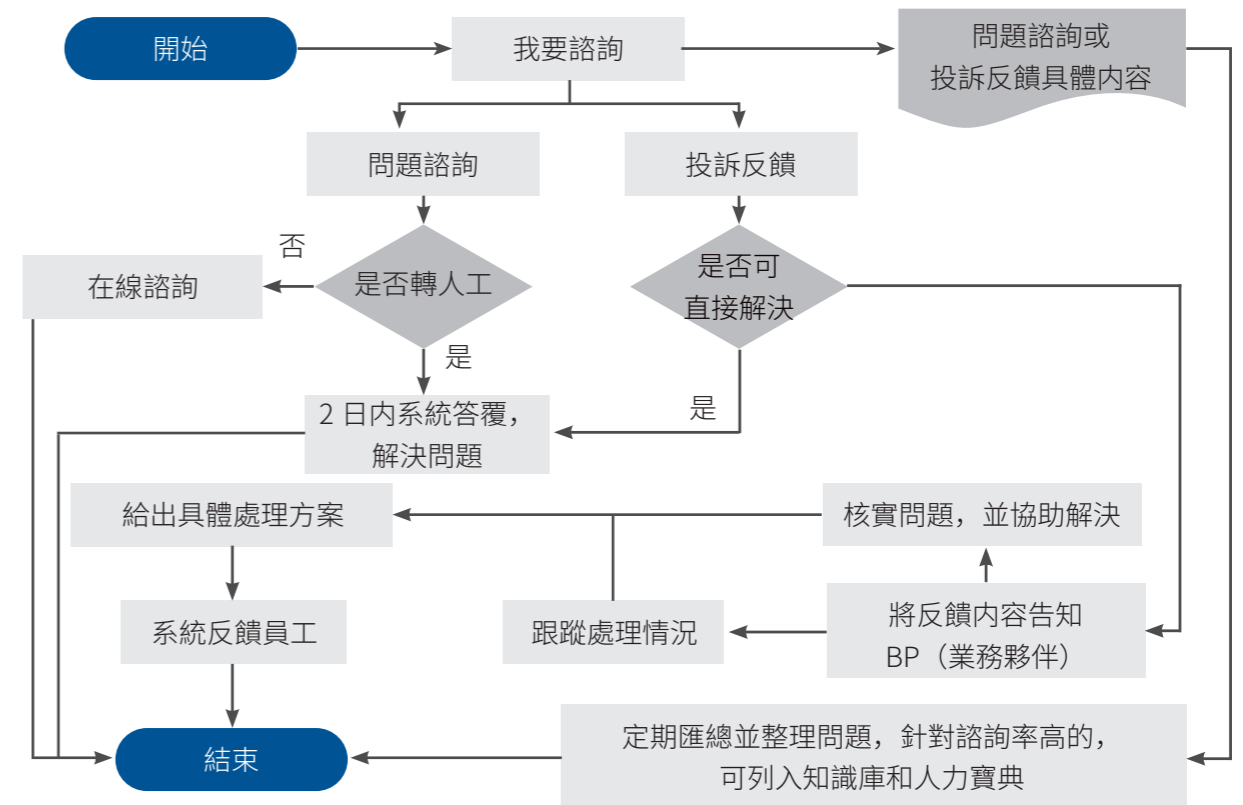 開始
我要諮詢
問題諮詢或
投訴反饋具體内容
問題諮詢
投訴反饋
否
在線諮詢
是否轉人工
是否可
直接解決
是
是
2 日内系統答覆，
解決問題
給出具體處理方案
核實問題，並協助解決
系統反饋員工
跟蹤處理情況
將反饋内容告知
BP（業務夥伴）
結束
定期匯總並整理問題，針對諮詢率高的，
可列入知識庫和人力寶典